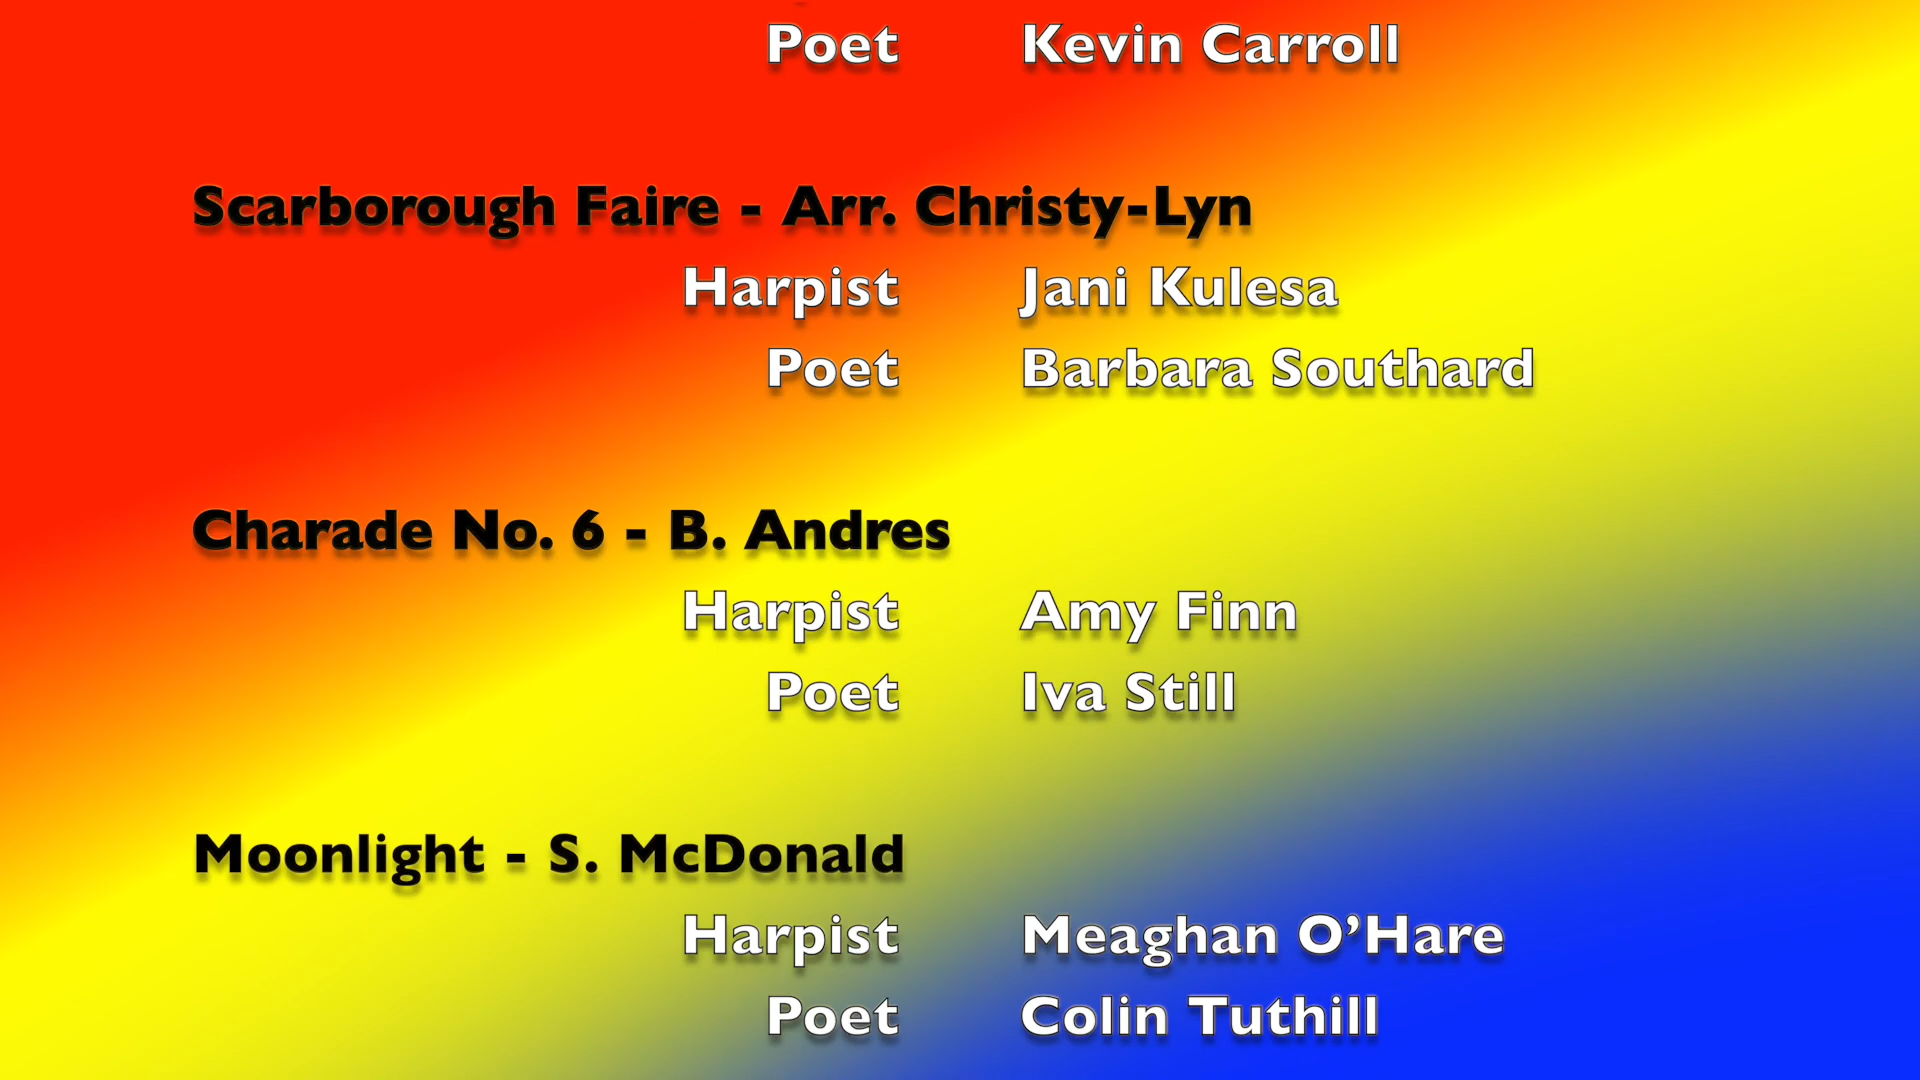 Poet Kevin Carroll
Scarborough Faire - Arr. Christy-Lyn
Harpist Jani Kulesa
Poet Barbara Southard
Charade No. 6 - B. Andres
Harpist Amy Finn
Poet Iva Still
Moonlight - S. McDonald
Harpist Meaghan O’Hare
Poet Colin Tuthill